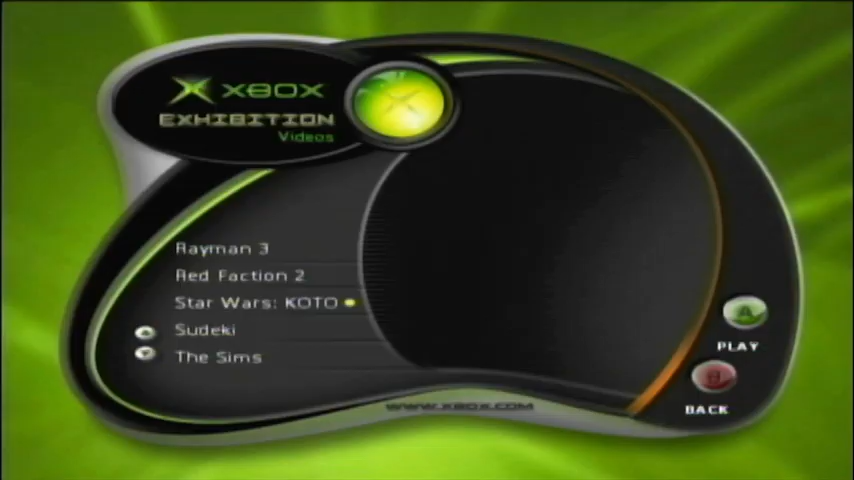 XBOX
EXHIBITION
Videos
Rayman 3
Red Faction 2
Star Wars: KOTO
Sudeki
The Sims
A
PLAY
B
BACK
WWW.XBOX.COM